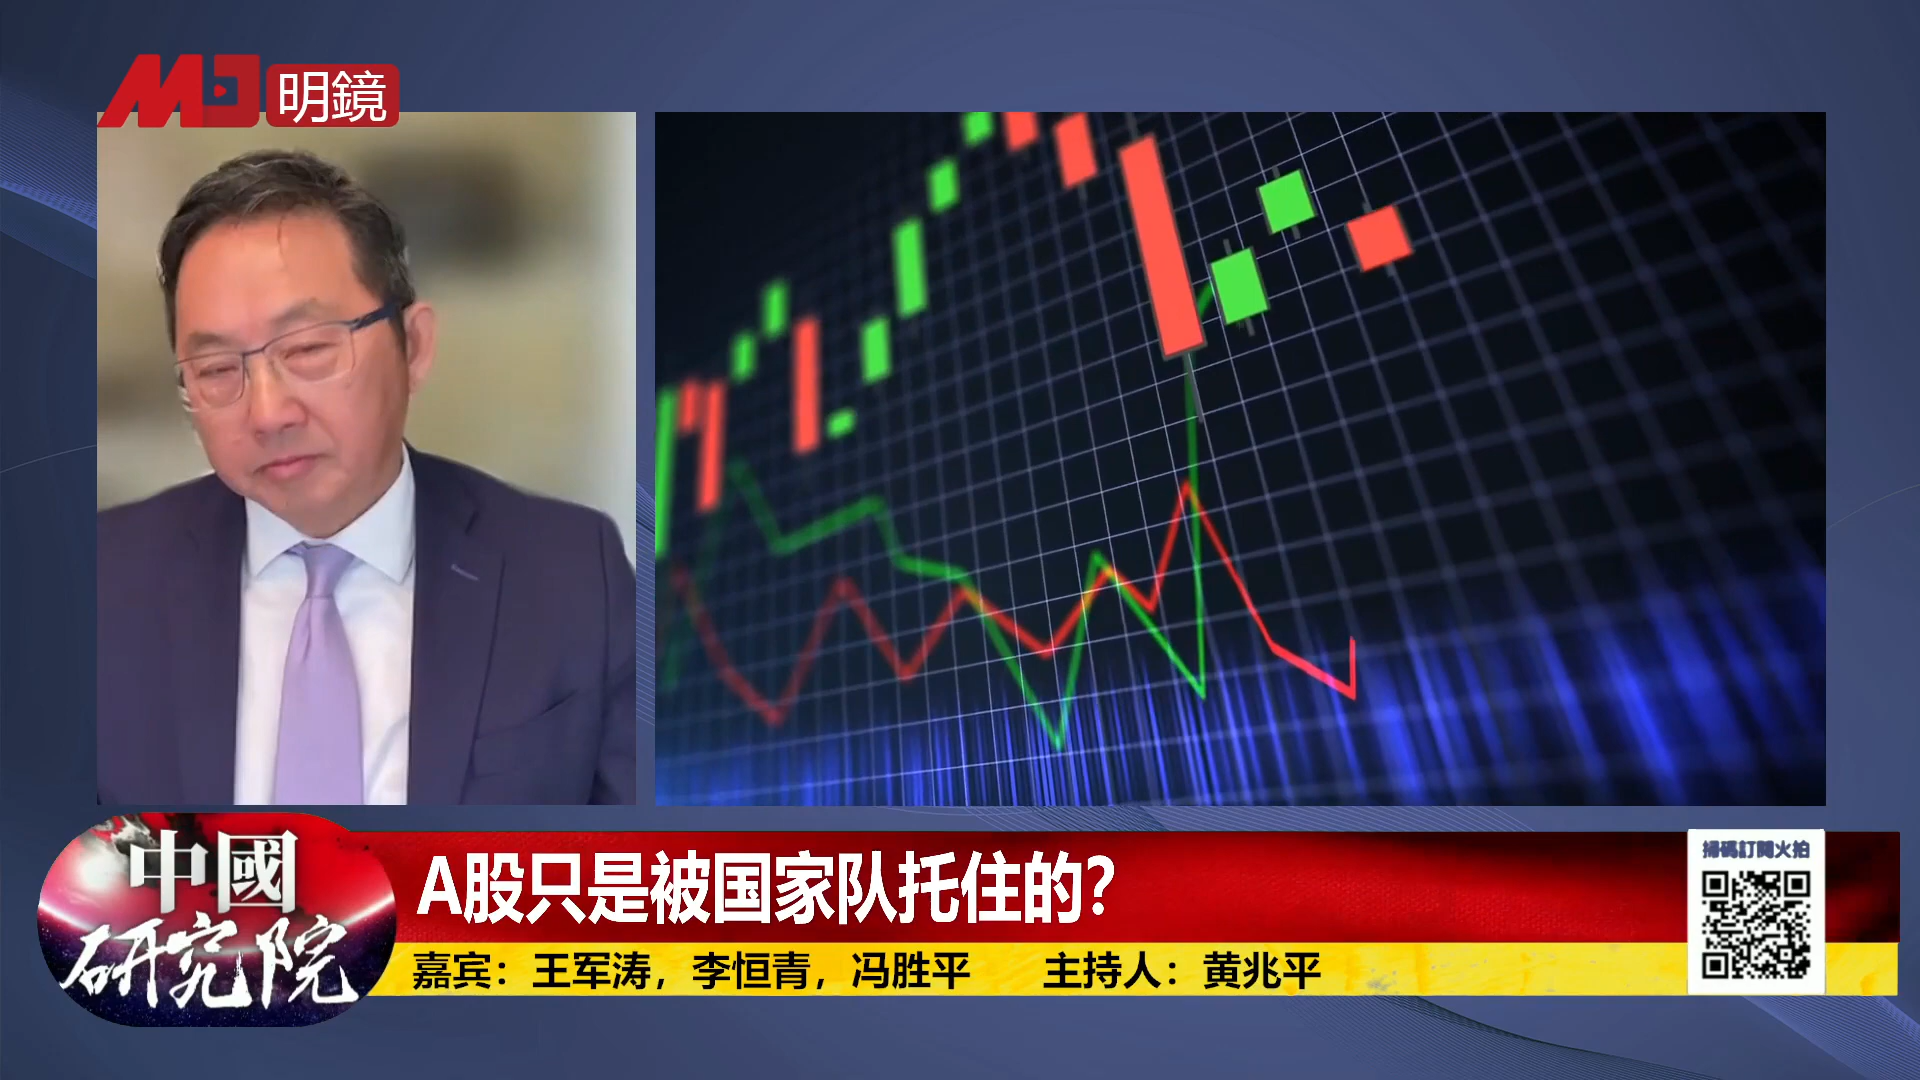 明鏡
中國
研究院
A股只是被国家队托住的？
嘉宾：王军涛，李恒青，冯胜平 主持人：黄兆平
掃碼訂閱火拍